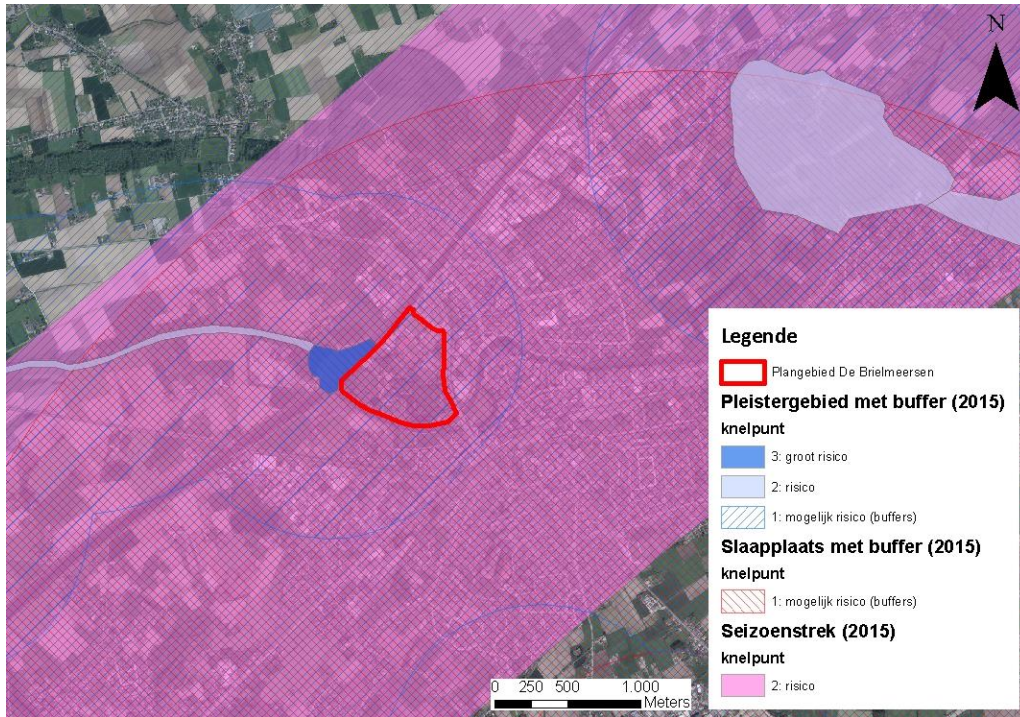 N
Legende
Plangebied De Brielmeersen
Pleistergebied met buffer (2015)
knelpunt
3: groot risico
2: risico
1: mogelijk risico (buffers)
Slaapplaats met buffer (2015)
knelpunt
1: mogelijk risico (buffers)
Seizoenstrek (2015)
knelpunt
2: risico
0 250 500 1.000
Meters